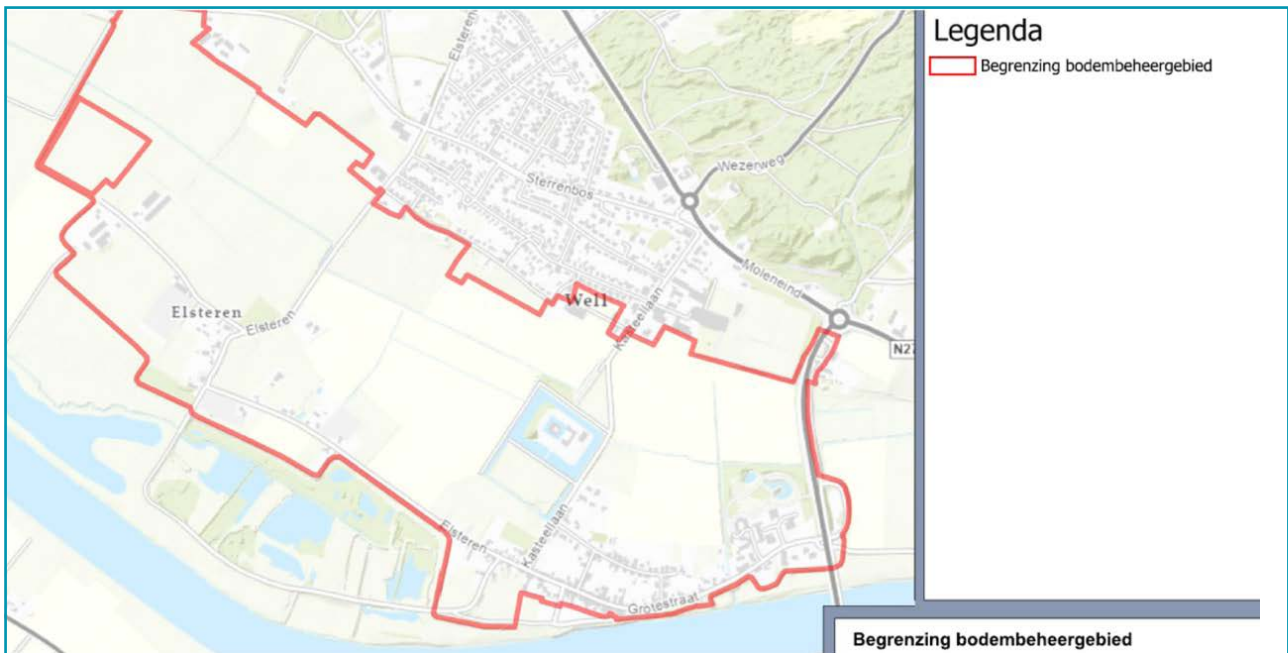 Legenda
Begrenzing bodembeheergebied
Elsteren
Wezerweg
Sterrenbos
Moleneind
Well
Kasteellaan
Elsteren
Elsteren
N27
Elsteren
Kasteellaan
Grotestraat
Begrenzing bodembeheergebied